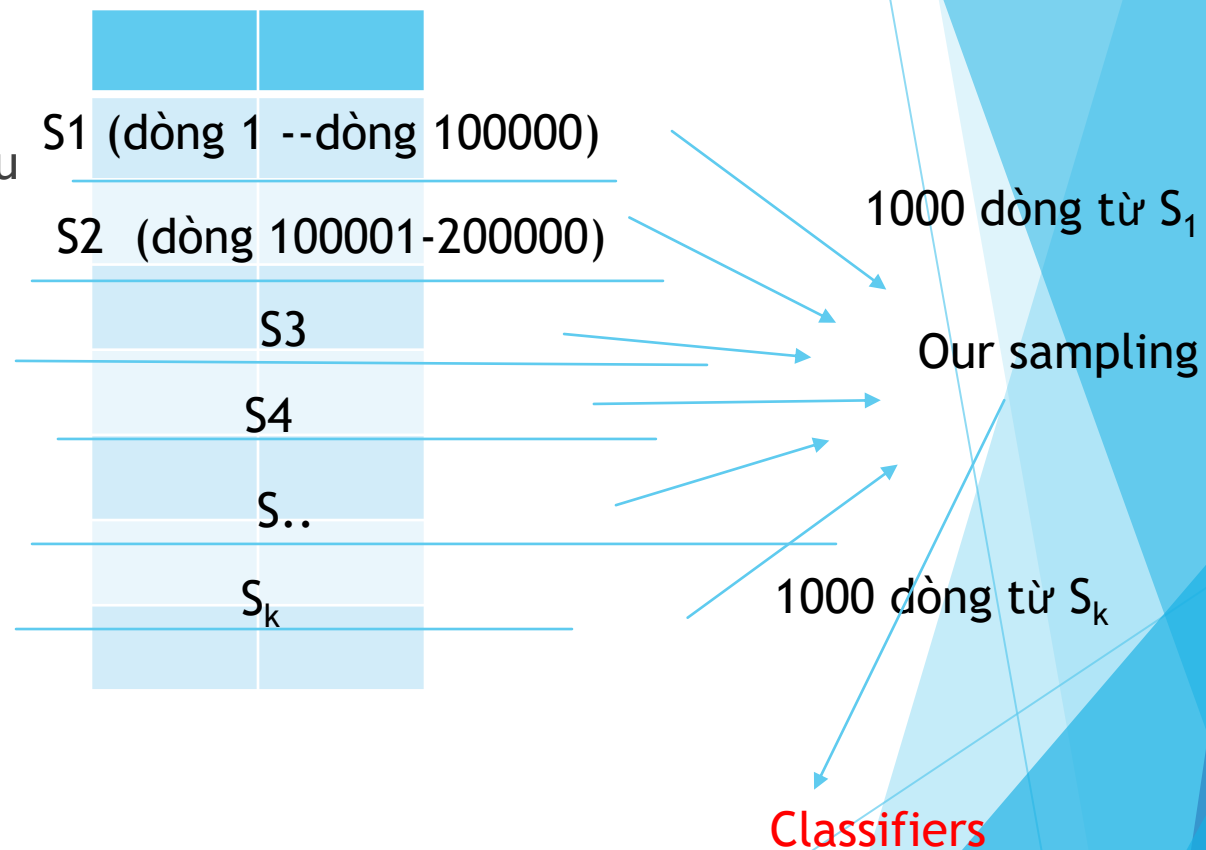 S1 (dòng 1 --dòng 100000)
u
1000 dòng từ S₁
S2 (dòng 100001-200000)
S3
Our sampling
S4
S..
Sₖ
1000 dòng từ Sₖ
Classifiers